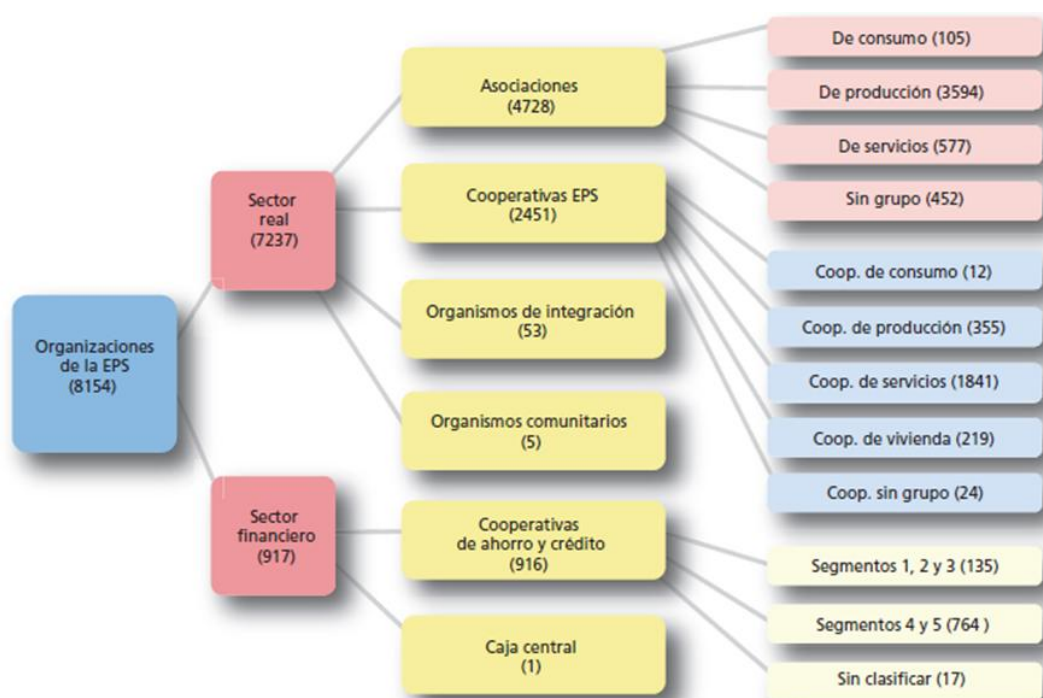 Organizaciones
de la EPS
(8154)
Sector
real
(7237)
Sector
financiero
(917)
Asociaciones
(4728)
Cooperativas EPS
(2451)
Organismos de integración
(53)
Organismos comunitarios
(5)
Cooperativas
de ahorro y crédito
(916)
Caja central
(1)
De consumo (105)
De producción (3594)
De servicios (577)
Sin grupo (452)
Coop. de consumo (12)
Coop. de producción (355)
Coop. de servicios (1841)
Coop. de vivienda (219)
Coop. sin grupo (24)
Segmentos 1, 2 y 3 (135)
Segmentos 4 y 5 (764 )
Sin clasificar (17)